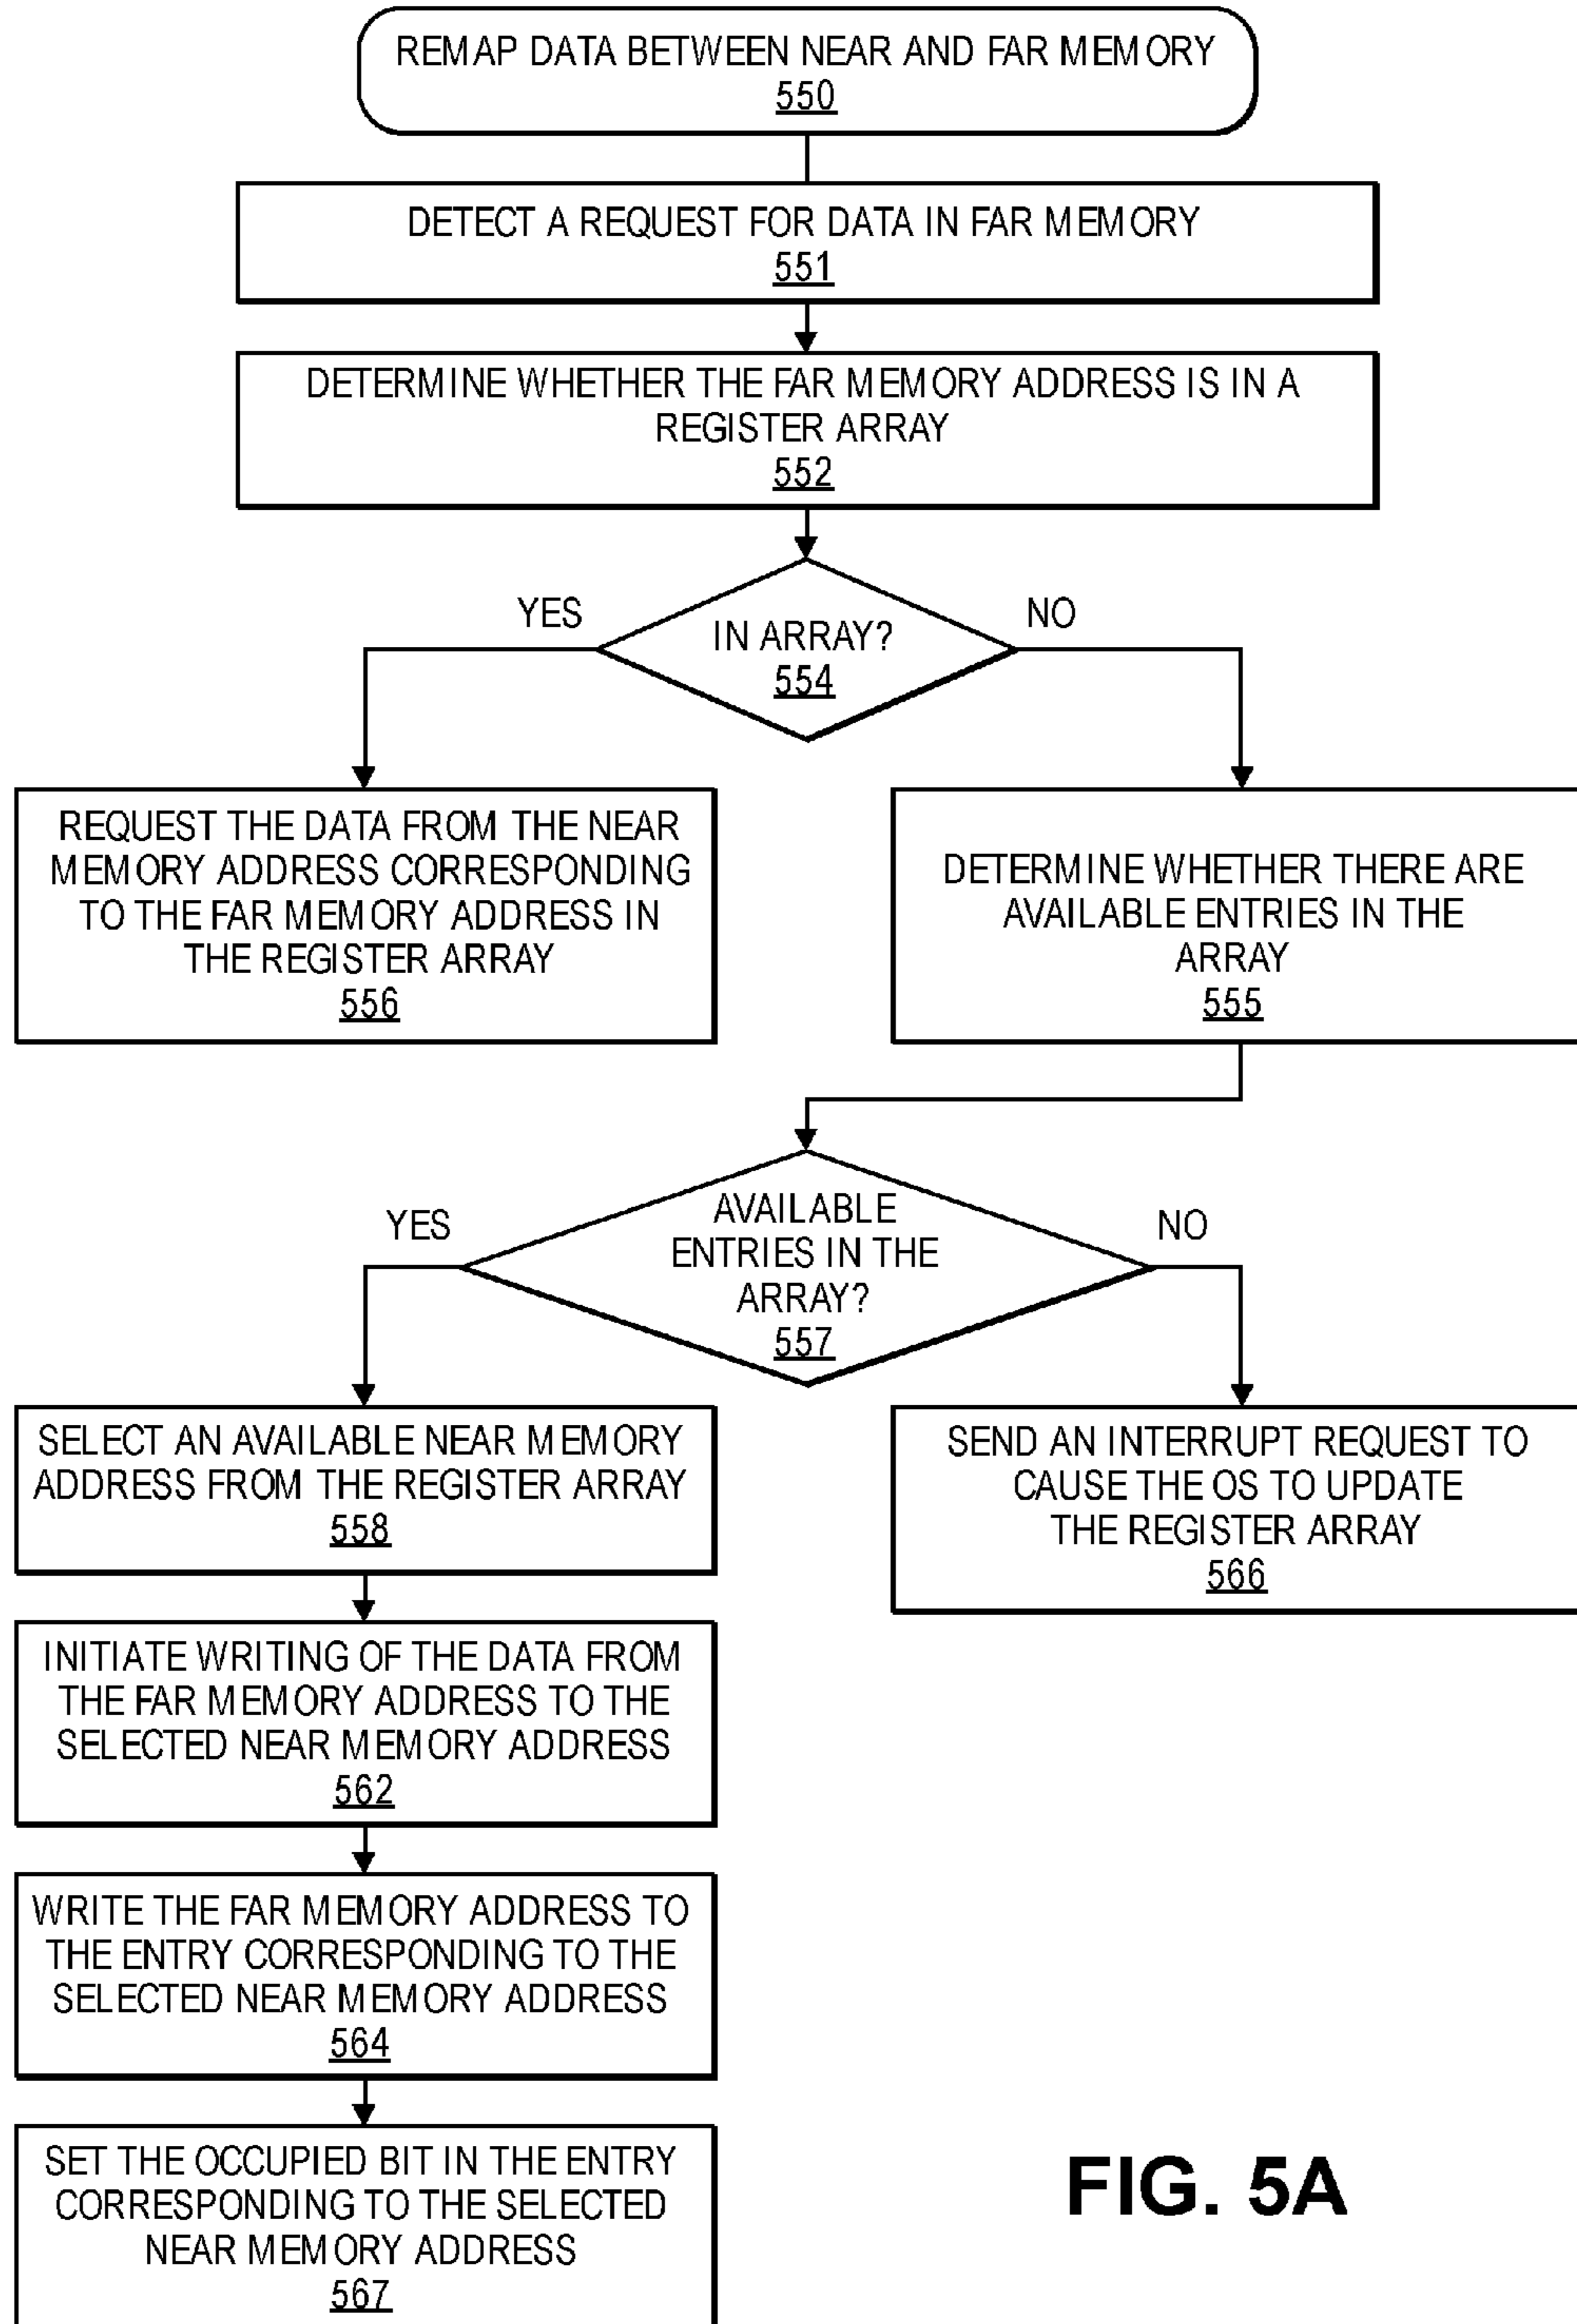 REMAP DATA BETWEEN NEAR AND FAR MEMORY
550
DETECT A REQUEST FOR DATA IN FAR MEMORY
551
DETERMINE WHETHER THE FAR MEMORY ADDRESS IS IN A
REGISTER ARRAY
552
YES
NO
IN ARRAY?
554
REQUEST THE DATA FROM THE NEAR
MEMORY ADDRESS CORRESPONDING
TO THE FAR MEMORY ADDRESS IN
THE REGISTER ARRAY
556
DETERMINE WHETHER THERE ARE
AVAILABLE ENTRIES IN THE
ARRAY
555
YES
NO
AVAILABLE
ENTRIES IN THE
ARRAY?
557
SELECT AN AVAILABLE NEAR MEMORY
ADDRESS FROM THE REGISTER ARRAY
558
SEND AN INTERRUPT REQUEST TO
CAUSE THE OS TO UPDATE
THE REGISTER ARRAY
566
INITIATE WRITING OF THE DATA FROM
THE FAR MEMORY ADDRESS TO THE
SELECTED NEAR MEMORY ADDRESS
562
WRITE THE FAR MEMORY ADDRESS TO
THE ENTRY CORRESPONDING TO THE
SELECTED NEAR MEMORY ADDRESS
564
SET THE OCCUPIED BIT IN THE ENTRY
CORRESPONDING TO THE SELECTED
NEAR MEMORY ADDRESS
567
FIG. 5A